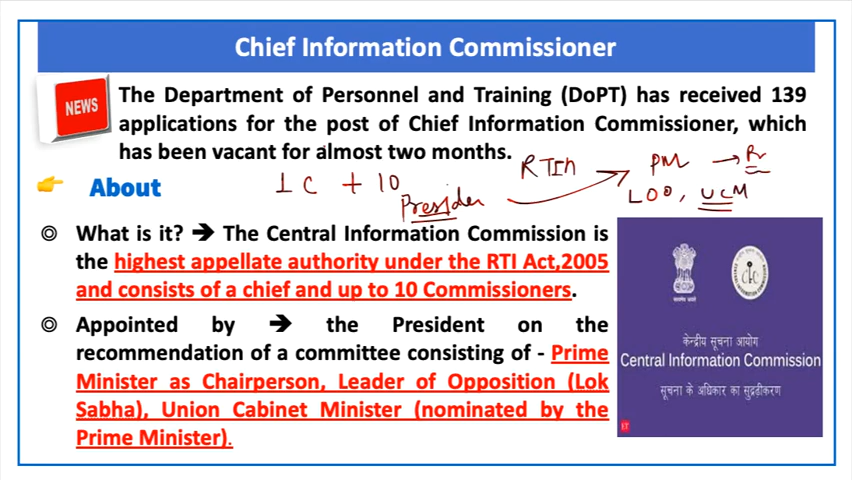 Chief Information Commissioner
NEWS
The Department of Personnel and Training (DoPT) has received 139
applications for the post of Chief Information Commissioner, which
has been vacant for almost two months.
About
1C + 10
RTIA
PM
LOO, UCM
◎ What is it? ➔ The Central Information Commission is
the highest appellate authority under the RTI Act,2005
and consists of a chief and up to 10 Commissioners.
◎ Appointed by ➔ the President on the
recommendation of a committee consisting of - Prime
Minister as Chairperson, Leader of Opposition (Lok
Sabha), Union Cabinet Minister (nominated by the
Prime Minister).
केन्द्रीय सूचना आयोग
Central Information Commission
सूचना के अधिकार का सुदृढीकरण